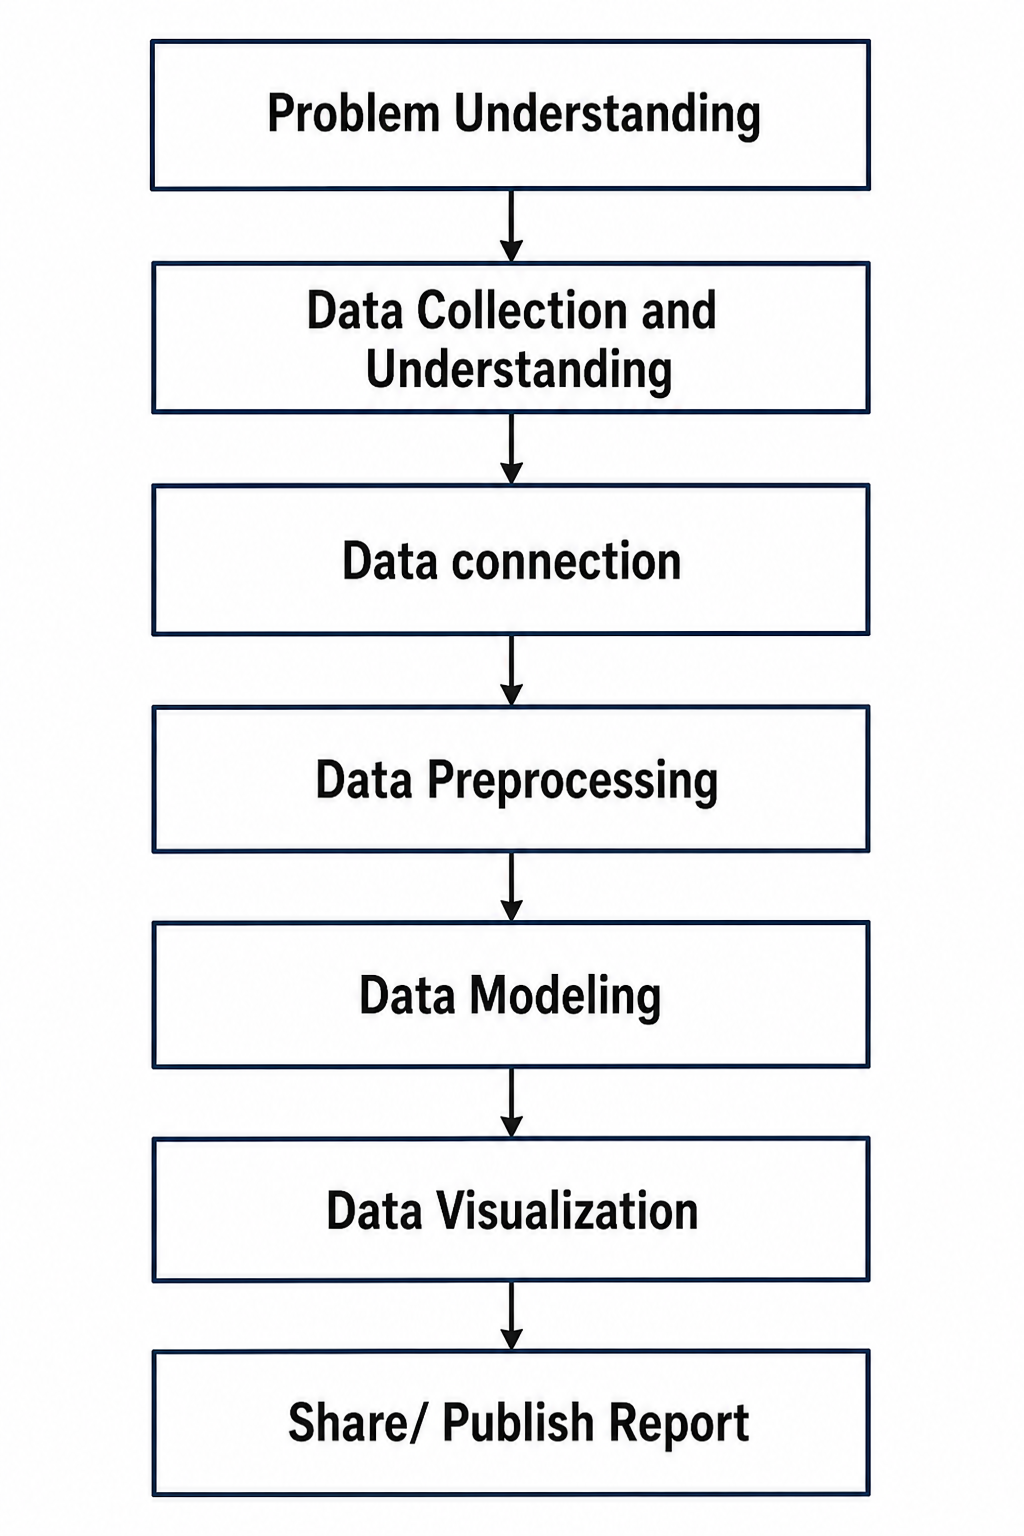 Problem Understanding
Data Collection and
Understanding
Data connection
Data Preprocessing
Data Modeling
Data Visualization
Share/ Publish Report